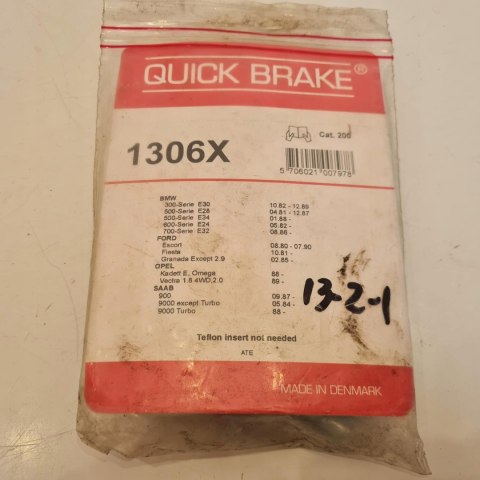 QUICK BRAKE®
Cat. 206
1306X
5 706021 007978
BMW
300-Serie E30 10.82 - 12.89
500-Serie E28 04.81 - 12.87
500-Serie E34 01.88 -
600-Serie E24 05.82 -
700-Serie E32 08.86 -
FORD
Escort 08.80 - 07.90
Fiesta 10.81 -
Granada Except 2.9 02.85 -
OPEL
Kadett E, Omega 88 -
Vectra 1.8 4WD,2.0 89 -
SAAB
900 09.87 -
9000 except Turbo 05.84 -
9000 Turbo 88 -
13-2-1
Teflon insert not needed
ATE
MADE IN DENMARK